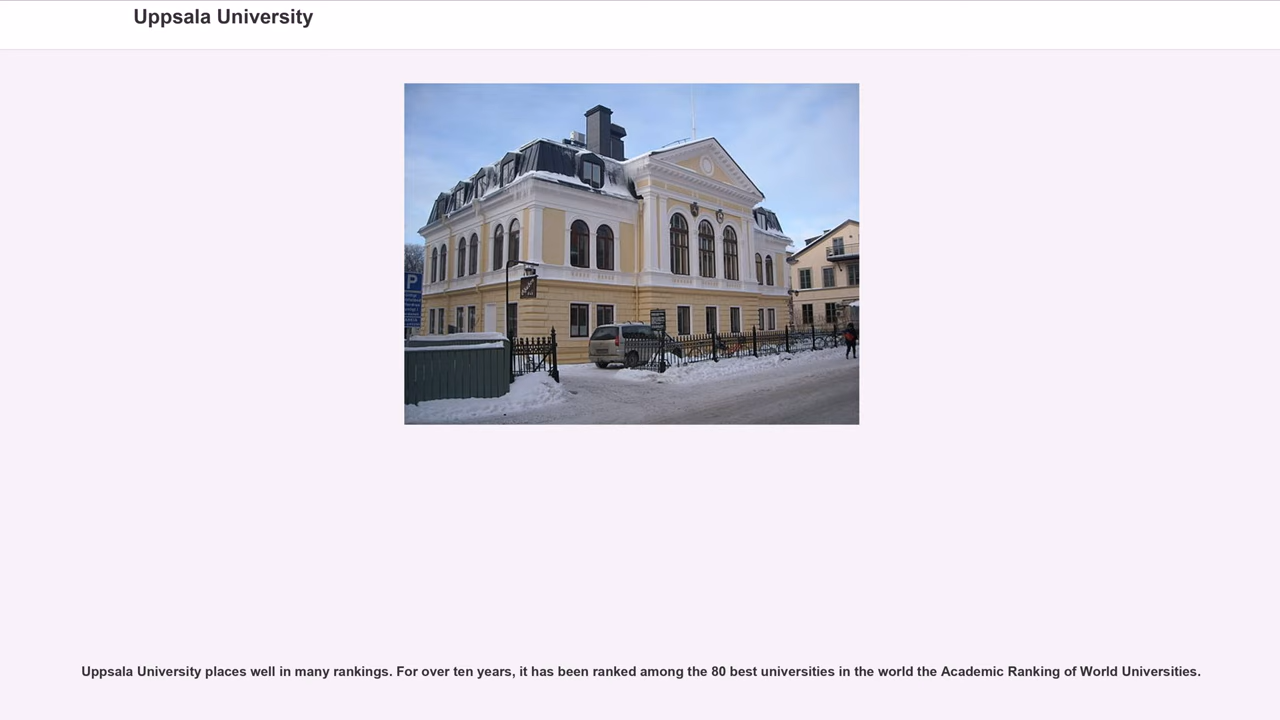 Uppsala University
P
Uppsala University places well in many rankings. For over ten years, it has been ranked among the 80 best universities in the world the Academic Ranking of World Universities.